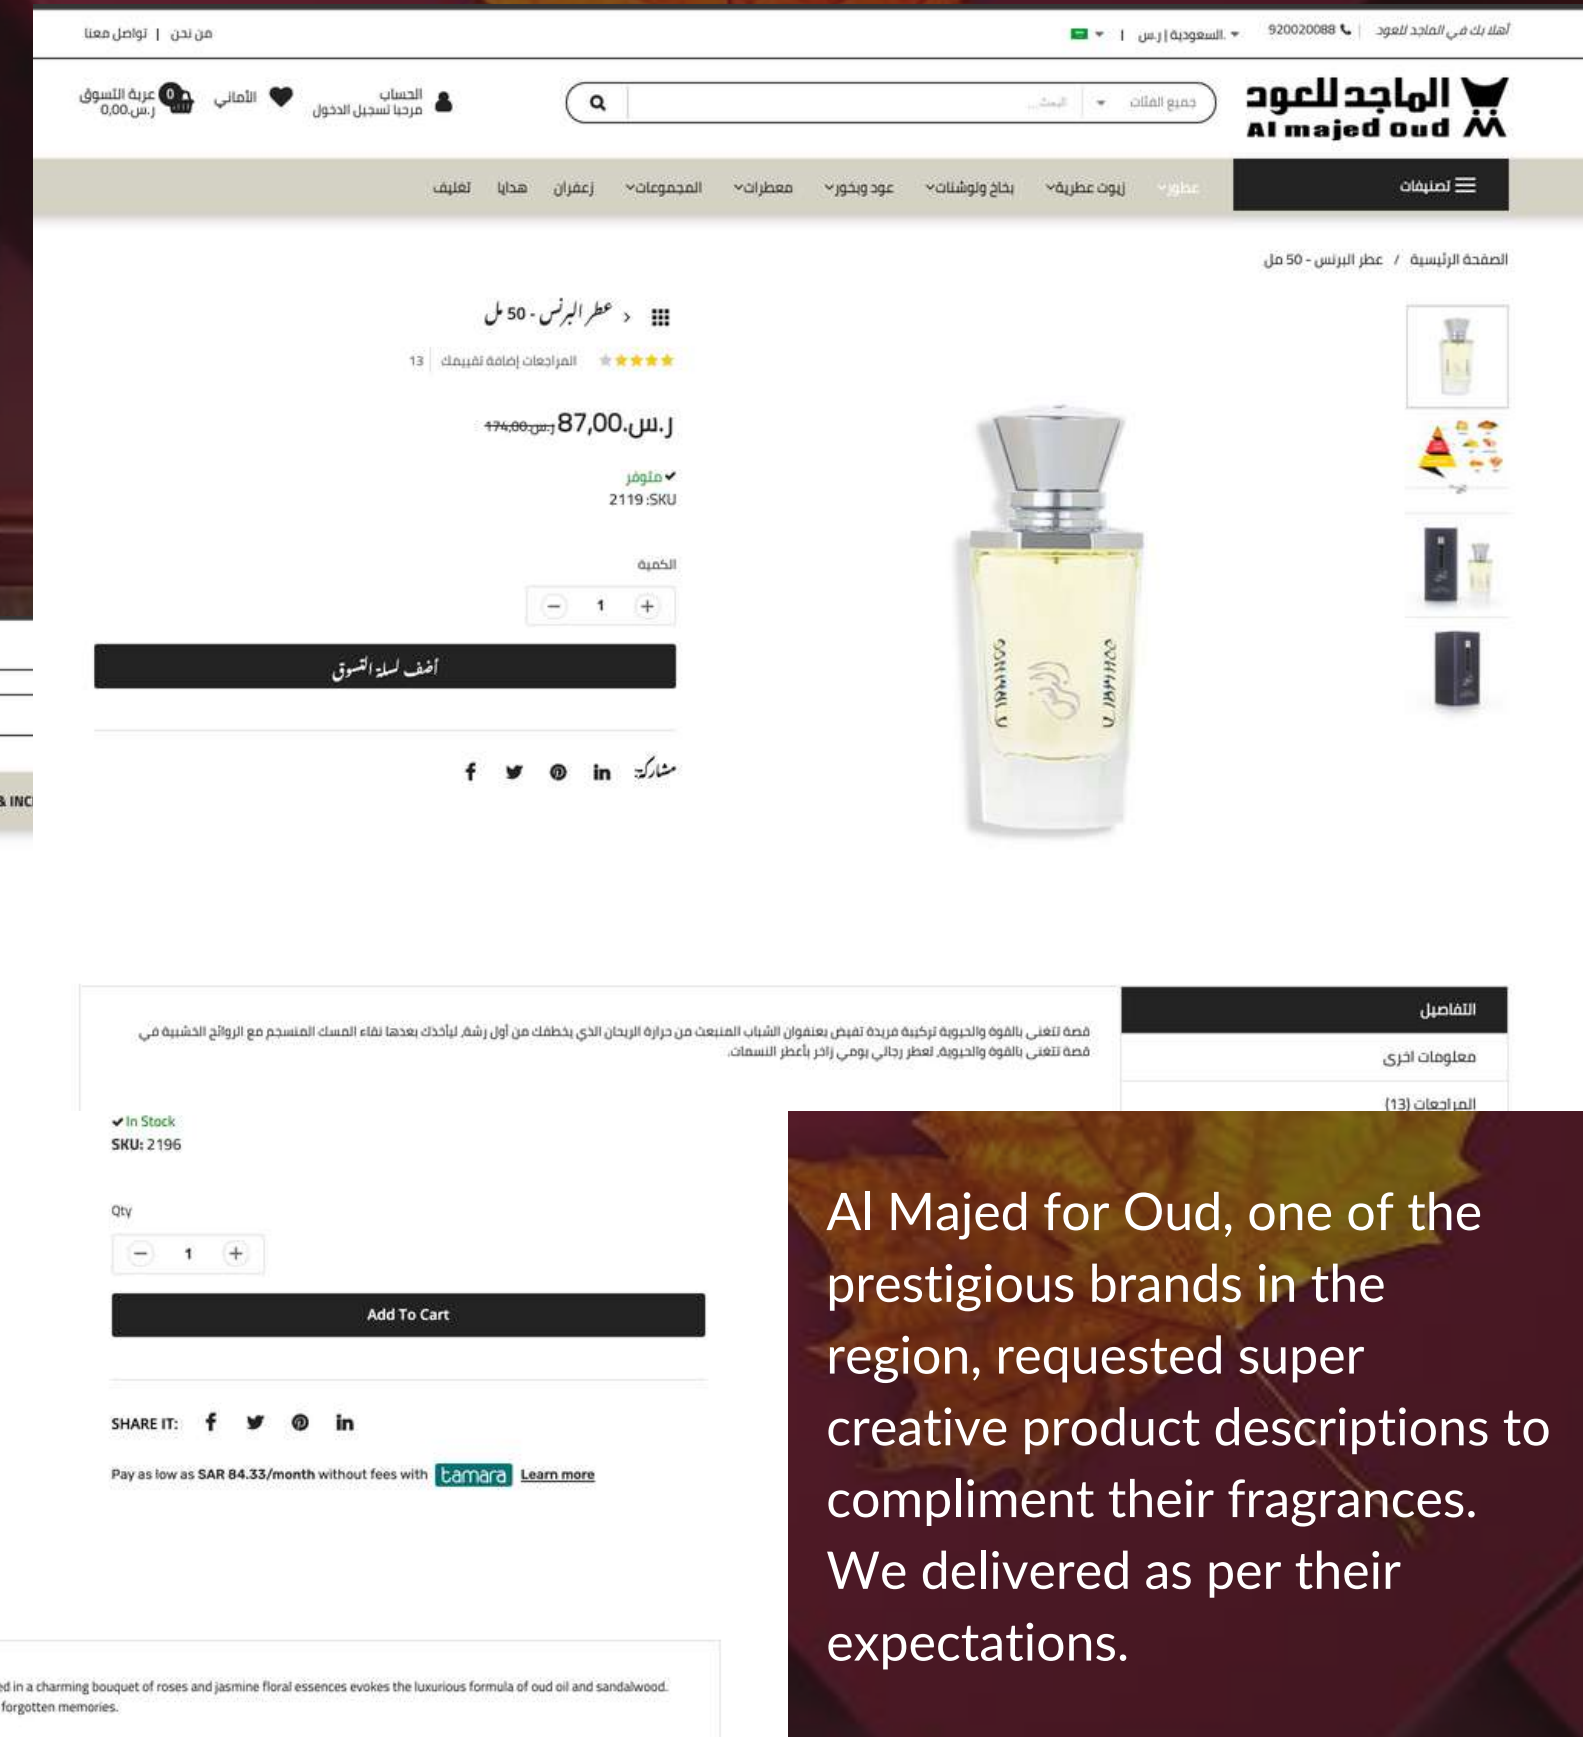 أهلا بك في الماجد للعود | 920020088
السعودية | ر.س. |
من نحن | تواصل معنا
الماجد للعود
Al majed oud
جميع الفئات
البحث...
الحساب
مرحبا تسجيل الدخول
الأماني
0 عربة التسوق
ر.س.0,00
تصنيفات
عطور زيوت عطرية بخاخ ولوشنات عود وبخور معطرات المجموعات زعفران هدايا تغليف
الصفحة الرئيسية / عطر البرنس - 50 مل
عطر البرنس - 50 مل
المراجعات إضافة تقييمك | 13
ر.س.87,00 ر.س.174,00
متوفر
SKU: 2119
الكمية
− 1 +
أضف لسلة التسوق
مشاركة:
& INC
التفاصيل
معلومات اخرى
المراجعات (13)
قصة تتغنى بالقوة والحيوية تركيبة فريدة تفيض بعنفوان الشباب المنبعث من حرارة الريحان الذي يخطفك من أول رشة، ليأخذك بعدها نقاء المسك المنسجم مع الروائح الخشبية في
قصة تتغنى بالقوة والحيوية، لعطر رجالي يومي زاخر بأعطر النسمات.
In Stock
SKU: 2196
Qty
− 1 +
Add To Cart
SHARE IT:
Pay as low as SAR 84.33/month without fees with tamara Learn more
ed in a charming bouquet of roses and jasmine floral essences evokes the luxurious formula of oud oil and sandalwood.
forgotten memories.
Al Majed for Oud, one of the
prestigious brands in the
region, requested super
creative product descriptions to
compliment their fragrances.
We delivered as per their
expectations.